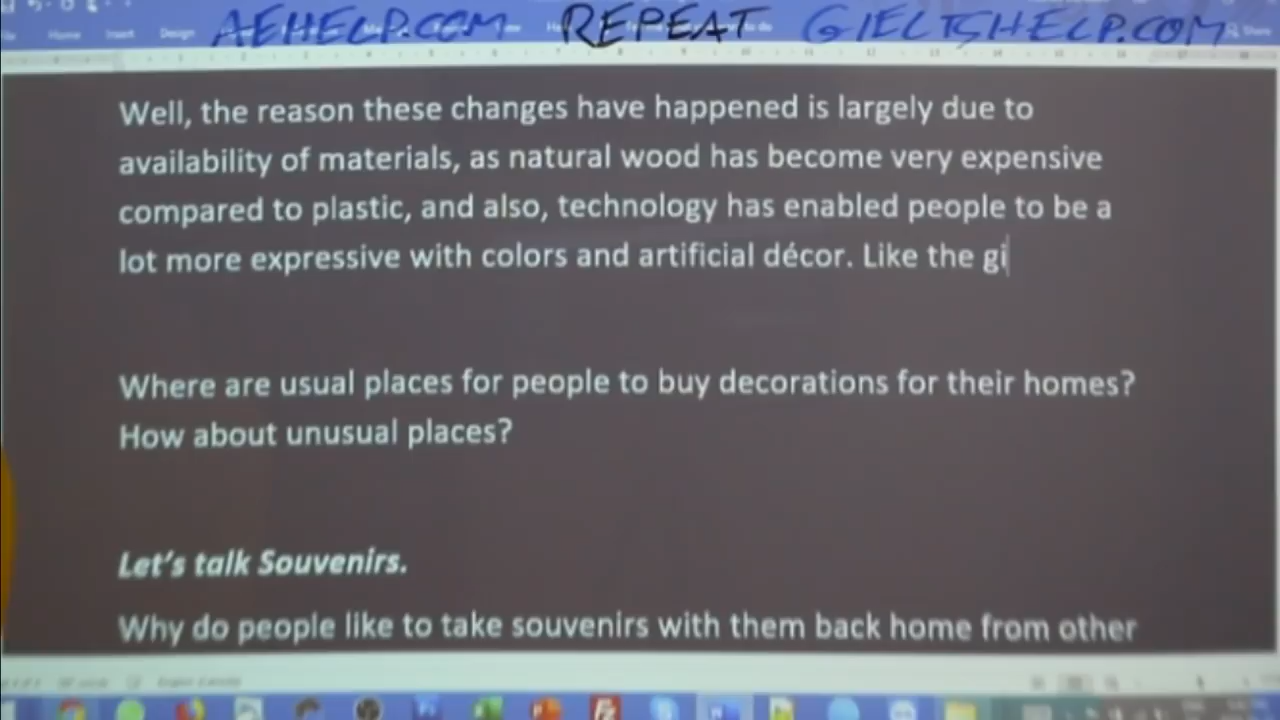 AEHELP.COM REPEAT GIELTSHELP.COM
Home Insert Design
Well, the reason these changes have happened is largely due to
availability of materials, as natural wood has become very expensive
compared to plastic, and also, technology has enabled people to be a
lot more expressive with colors and artificial décor. Like the gi
Where are usual places for people to buy decorations for their homes?
How about unusual places?
Let's talk Souvenirs.
Why do people like to take souvenirs with them back home from other